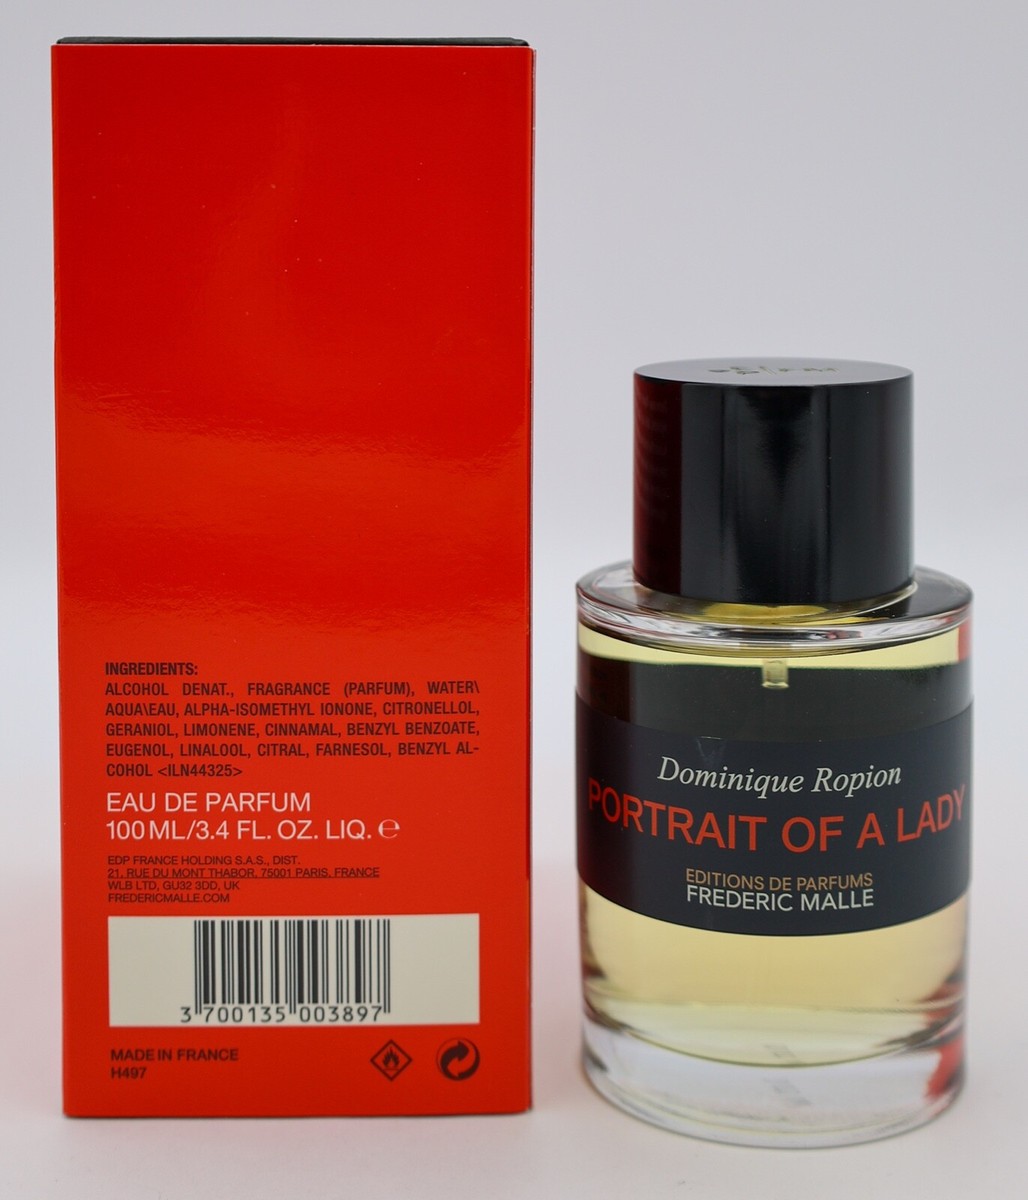 INGREDIENTS:
ALCOHOL DENAT., FRAGRANCE (PARFUM), WATER\
AQUA\EAU, ALPHA-ISOMETHYL IONONE, CITRONELLOL,
GERANIOL, LIMONENE, CINNAMAL, BENZYL BENZOATE,
EUGENOL, LINALOOL, CITRAL, FARNESOL, BENZYL AL-
COHOL <ILN44325>
EAU DE PARFUM
100 ML/3.4 FL. OZ. LIQ. ℮
EDP FRANCE HOLDING S.A.S., DIST.
21, RUE DU MONT THABOR, 75001 PARIS, FRANCE
WLB LTD, GU32 3DD, UK
FREDERICMALLE.COM
3 700135 003897
MADE IN FRANCE
H497
Dominique Ropion
PORTRAIT OF A LADY
EDITIONS DE PARFUMS
FREDERIC MALLE